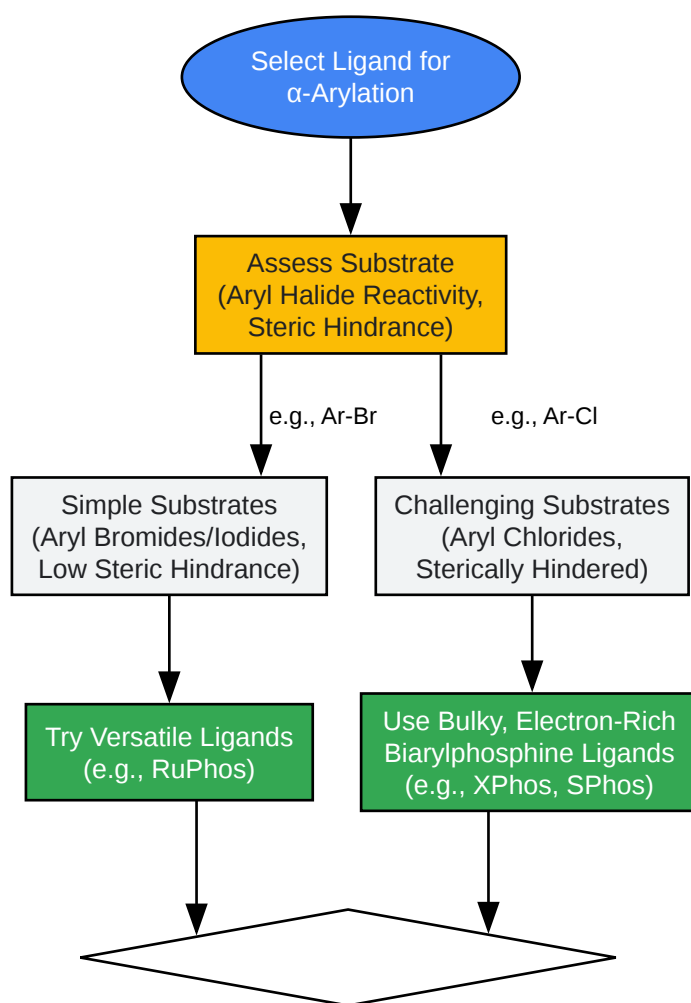 Select Ligand for
α-Arylation
Assess Substrate
(Aryl Halide Reactivity,
Steric Hindrance)
e.g., Ar-Br
e.g., Ar-Cl
Simple Substrates
(Aryl Bromides/Iodides,
Low Steric Hindrance)
Challenging Substrates
(Aryl Chlorides,
Sterically Hindered)
Try Versatile Ligands
(e.g., RuPhos)
Use Bulky, Electron-Rich
Biarylphosphine Ligands
(e.g., XPhos, SPhos)